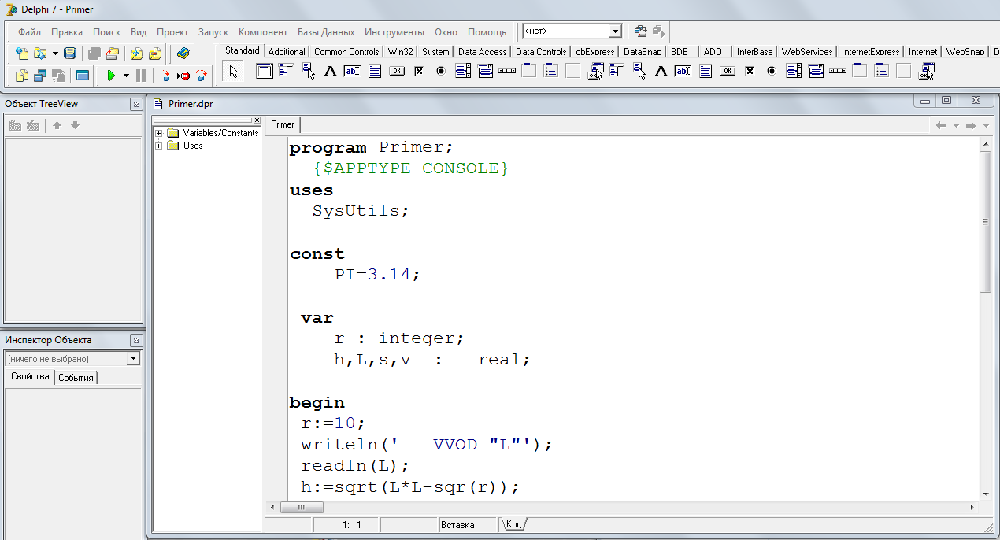 Delphi 7 - Primer
Файл Правка Поиск Вид Проект Запуск Компонент Базы Данных Инструменты Окно Помощь <нет>
Standard Additional Common Controls Win32 System Data Access Data Controls dbExpress DataSnap BDE ADO InterBase WebServices InternetExpress Internet WebSnap D
Объект TreeView
Primer.dpr
Variables/Constants
Uses
Primer
program Primer;
{$APPTYPE CONSOLE}
uses
SysUtils;
const
PI=3.14;
var
r : integer;
h,L,s,v : real;
begin
r:=10;
writeln('   VVOD "L"');
readln(L);
h:=sqrt(L*L-sqr(r));
Инспектор Объекта
(ничего не выбрано)
Свойства События
1: 1 Вставка Код